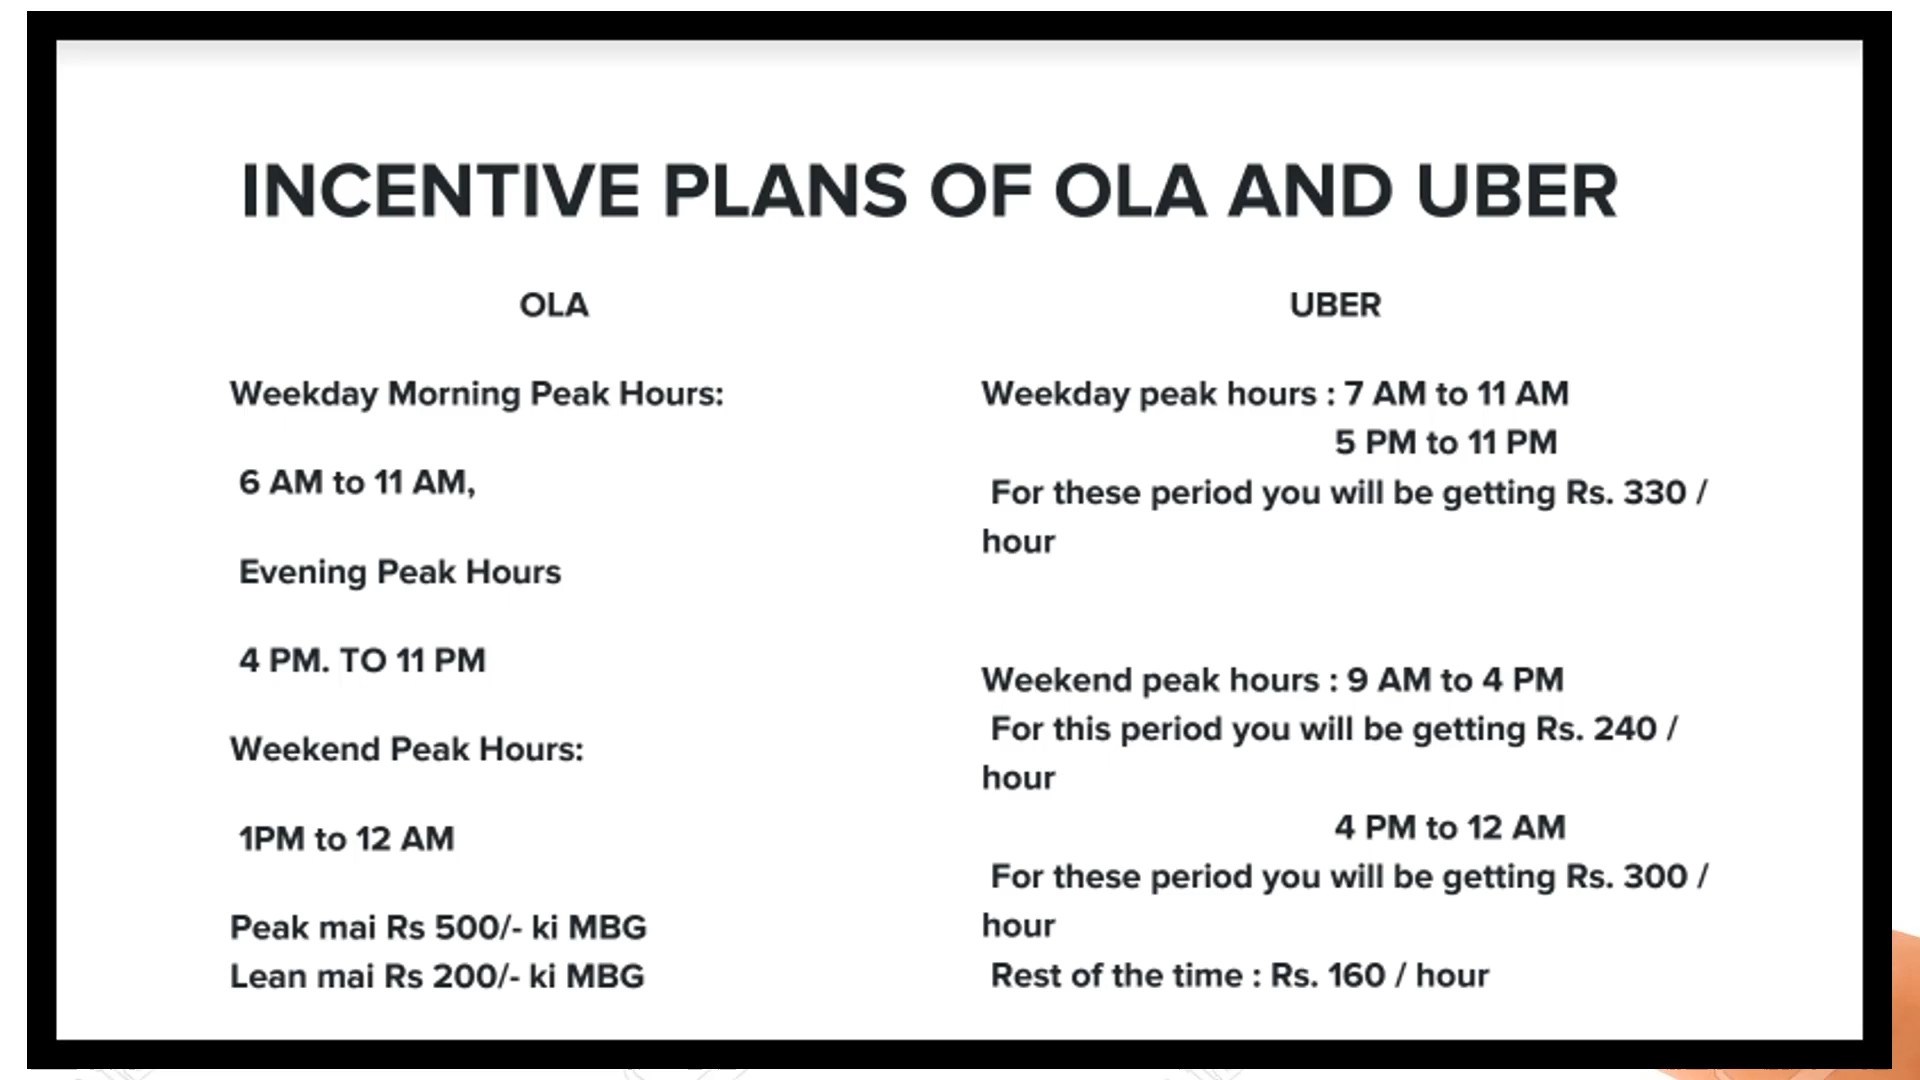 INCENTIVE PLANS OF OLA AND UBER
OLA
Weekday Morning Peak Hours:
6 AM to 11 AM,
Evening Peak Hours
4 PM. TO 11 PM
Weekend Peak Hours:
1PM to 12 AM
Peak mai Rs 500/- ki MBG
Lean mai Rs 200/- ki MBG
UBER
Weekday peak hours : 7 AM to 11 AM
5 PM to 11 PM
For these period you will be getting Rs. 330 /
hour
Weekend peak hours : 9 AM to 4 PM
For this period you will be getting Rs. 240 /
hour
4 PM to 12 AM
For these period you will be getting Rs. 300 /
hour
Rest of the time : Rs. 160 / hour